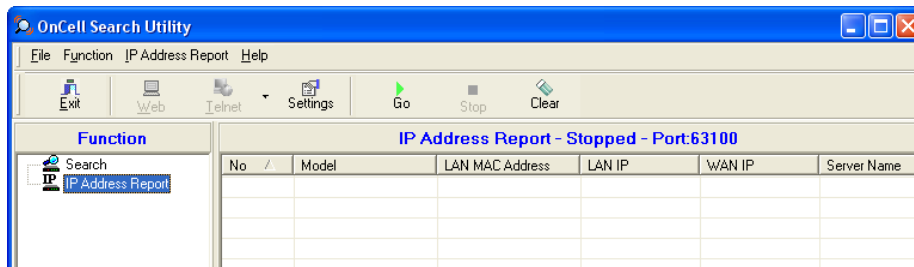 OnCell Search Utility
File Function IP Address Report Help
Exit Web Telnet Settings Go Stop Clear
Function
Search
IP Address Report
IP Address Report - Stopped - Port:63100
No Model LAN MAC Address LAN IP WAN IP Server Name